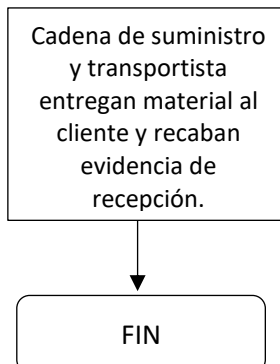 Cadena de suministro
y transportista
entregan material al
cliente y recaban
evidencia de
recepción.
FIN